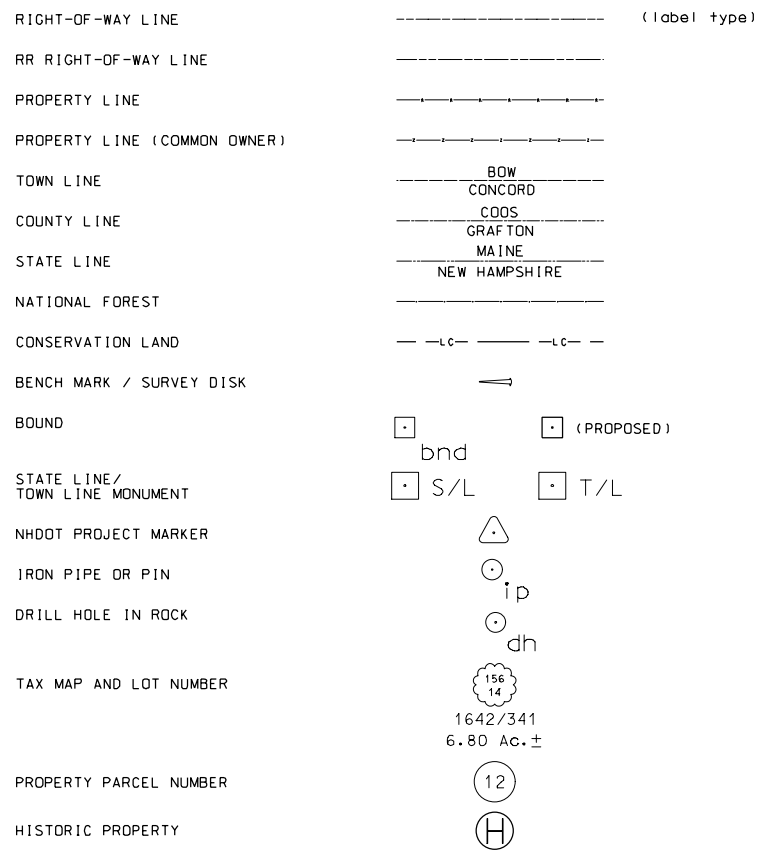 RIGHT-OF-WAY LINE (label type)
RR RIGHT-OF-WAY LINE
PROPERTY LINE
PROPERTY LINE (COMMON OWNER)
TOWN LINE BOW
CONCORD
COUNTY LINE COOS
GRAFTON
STATE LINE MAINE
NEW HAMPSHIRE
NATIONAL FOREST
CONSERVATION LAND LC LC
BENCH MARK / SURVEY DISK
BOUND (PROPOSED)
bnd
STATE LINE/
TOWN LINE MONUMENT S/L T/L
NHDOT PROJECT MARKER
IRON PIPE OR PIN
ip
DRILL HOLE IN ROCK
dh
TAX MAP AND LOT NUMBER 156
14
1642/341
6.80 Ac.±
PROPERTY PARCEL NUMBER 12
HISTORIC PROPERTY H